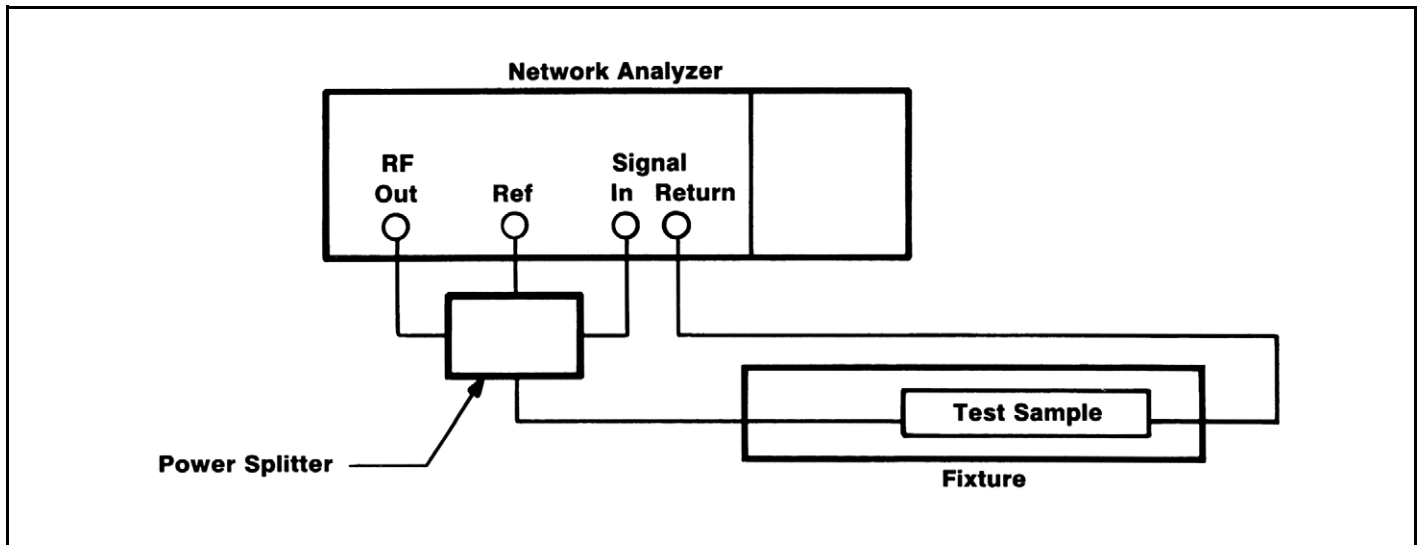 Network Analyzer
RF Out
Ref
Signal
In Return
Test Sample
Power Splitter
Fixture